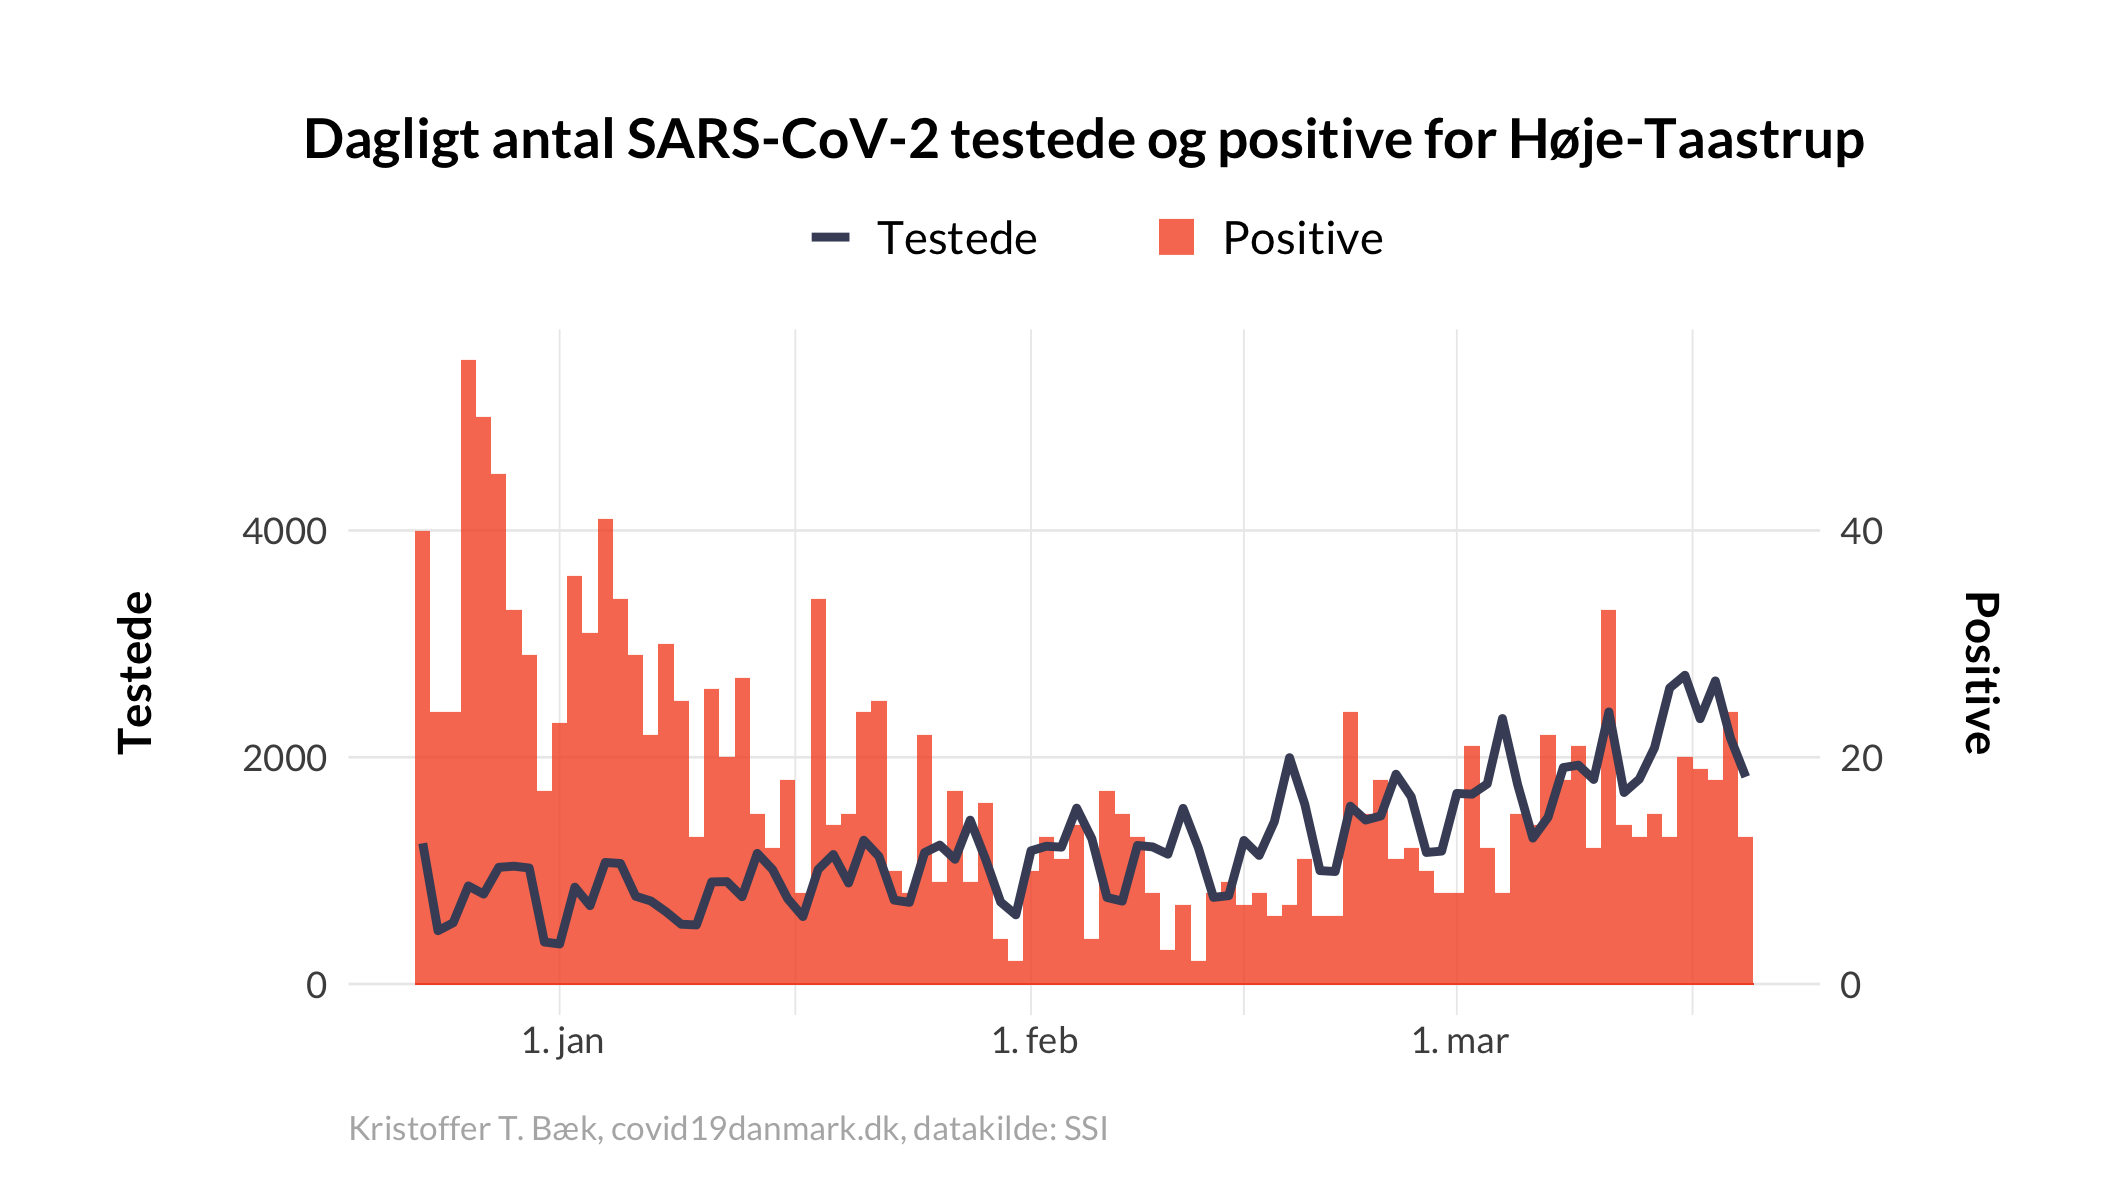 Dagligt antal SARS-CoV-2 testede og positive for Høje-Taastrup
Testede
Positive
Testede
4000
2000
0
40
20
0
Positive
1. jan
1. feb
1. mar
Kristoffer T. Bæk, covid19danmark.dk, datakilde: SSI